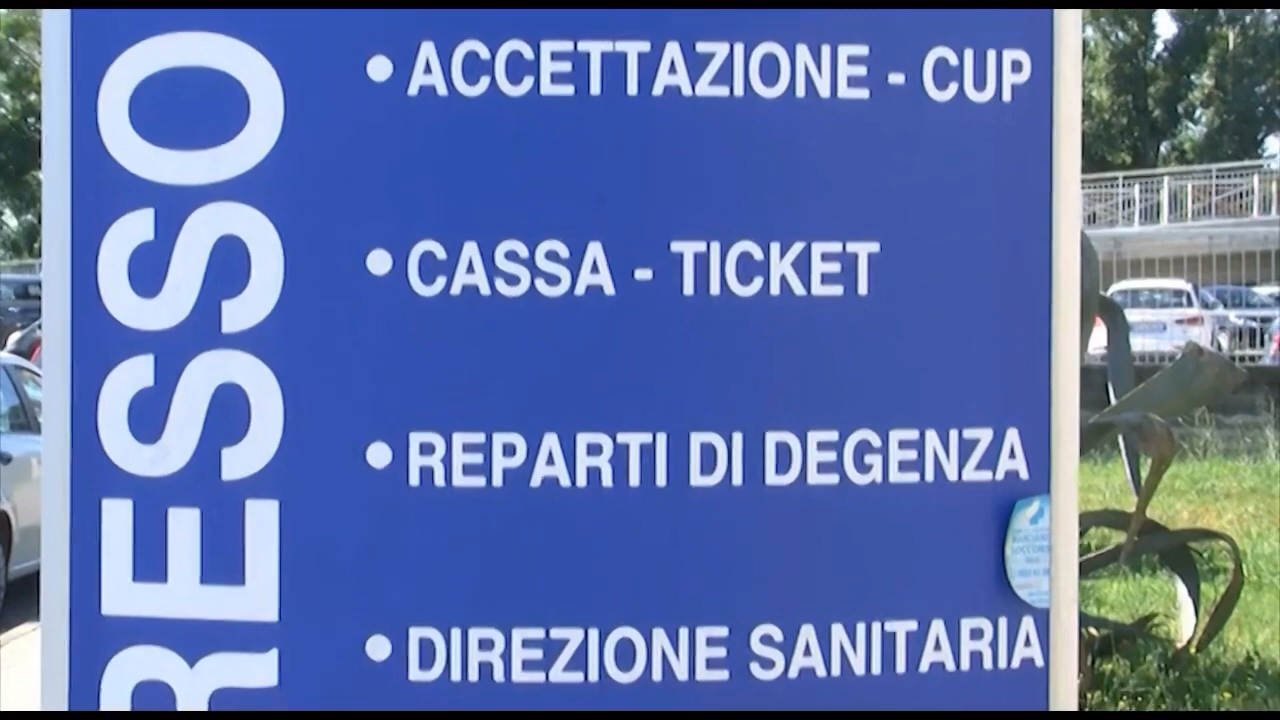 RESSO
• ACCETTAZIONE - CUP
• CASSA - TICKET
• REPARTI DI DEGENZA
• DIREZIONE SANITARIA